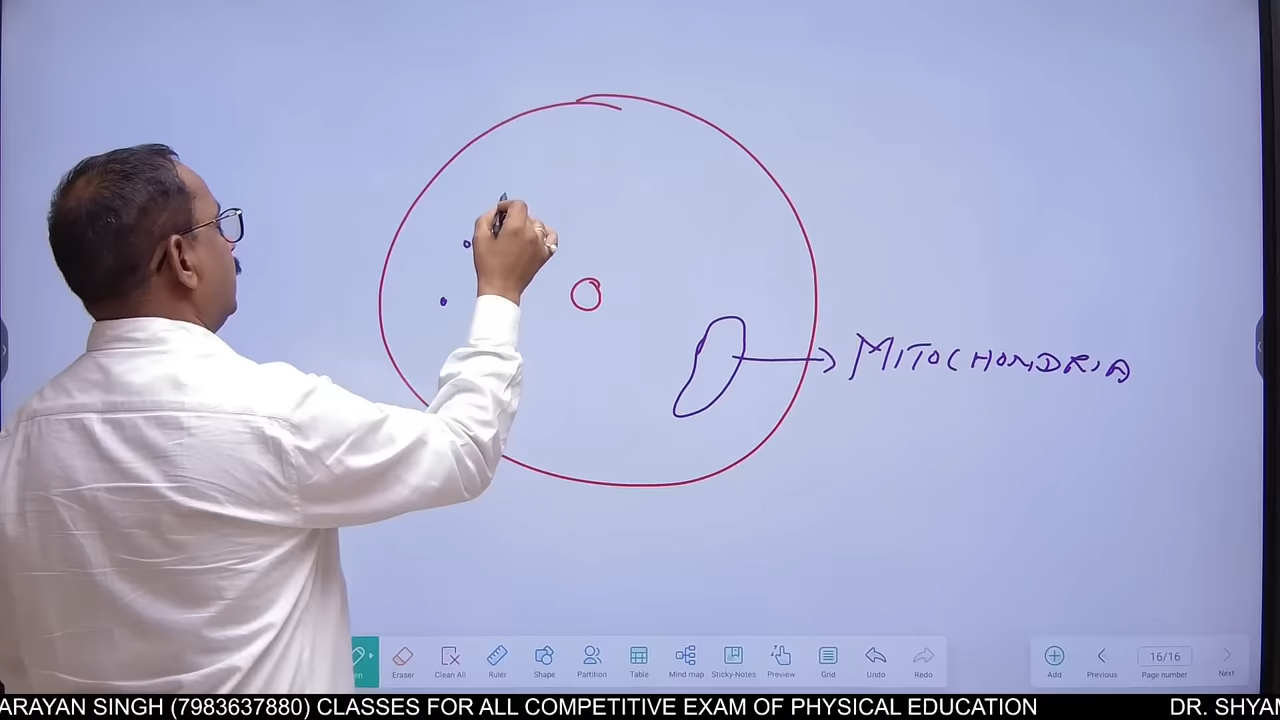 MITOCHONDRIA
Eraser
Clean All
Ruler
Shape
Partition
Table
Mind map
Sticky-Notes
Preview
Grid
Undo
Redo
Add
Previous
16/16
Page number
Next
ARAYAN SINGH (7983637880) CLASSES FOR ALL COMPETITIVE EXAM OF PHYSICAL EDUCATION DR. SHYA